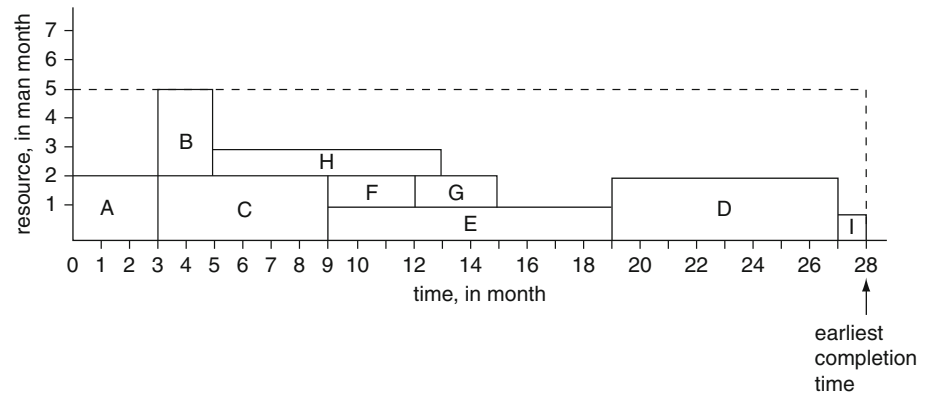 resource, in man month
7
6
5
4
3
2
1
B
H
A
C
F
G
E
D
I
0 1 2 3 4 5 6 7 8 9 10 12 14 16 18 20 22 24 26 28
time, in month
earliest
completion
time